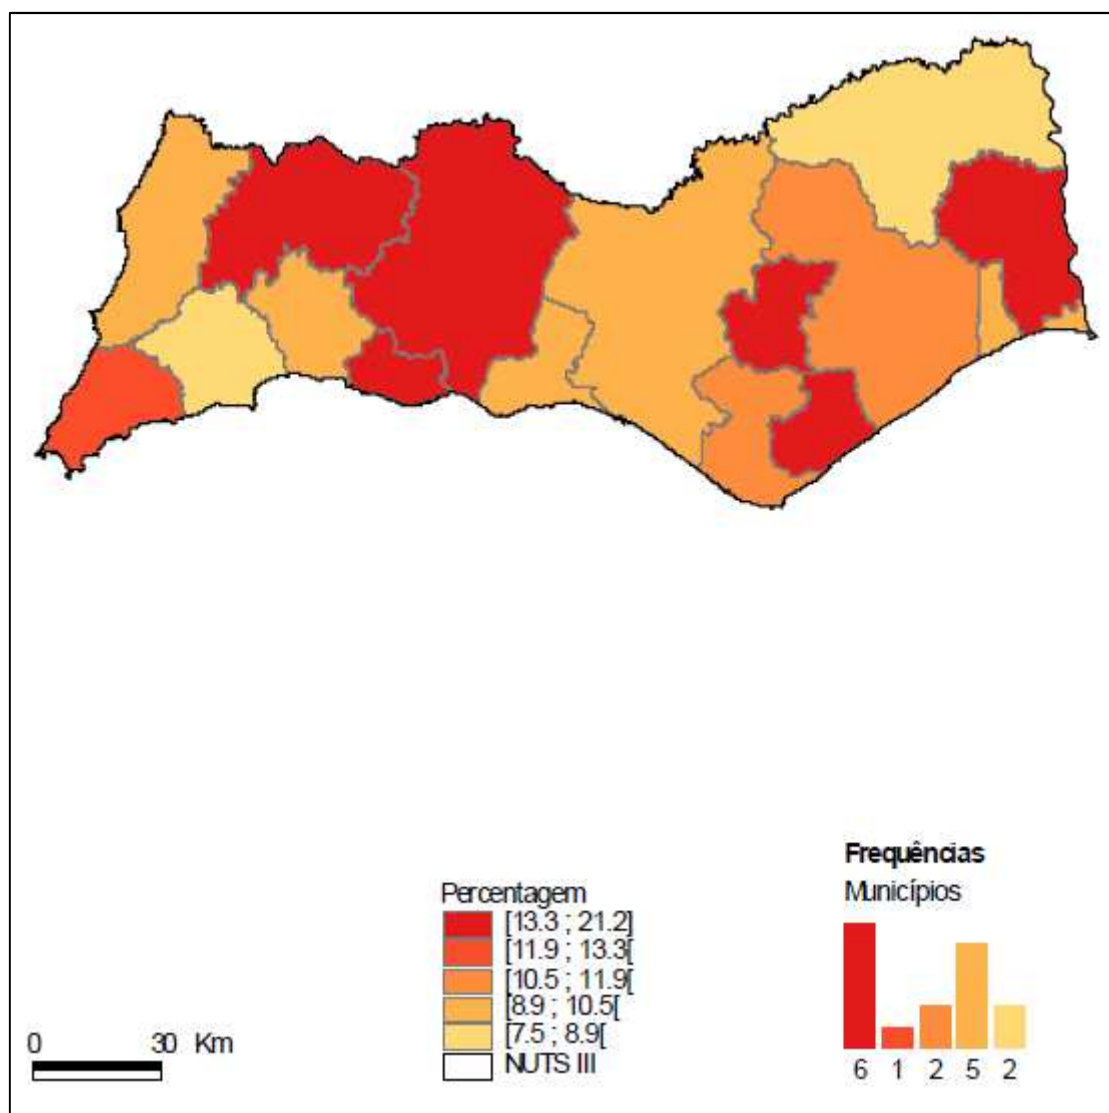 Frequências
Municípios
Percentagem
[13.3 ; 21.2]
[11.9 ; 13.3[
[10.5 ; 11.9[
[8.9 ; 10.5[
[7.5 ; 8.9[
NUTS III
0 30 Km
6 1 2 5 2